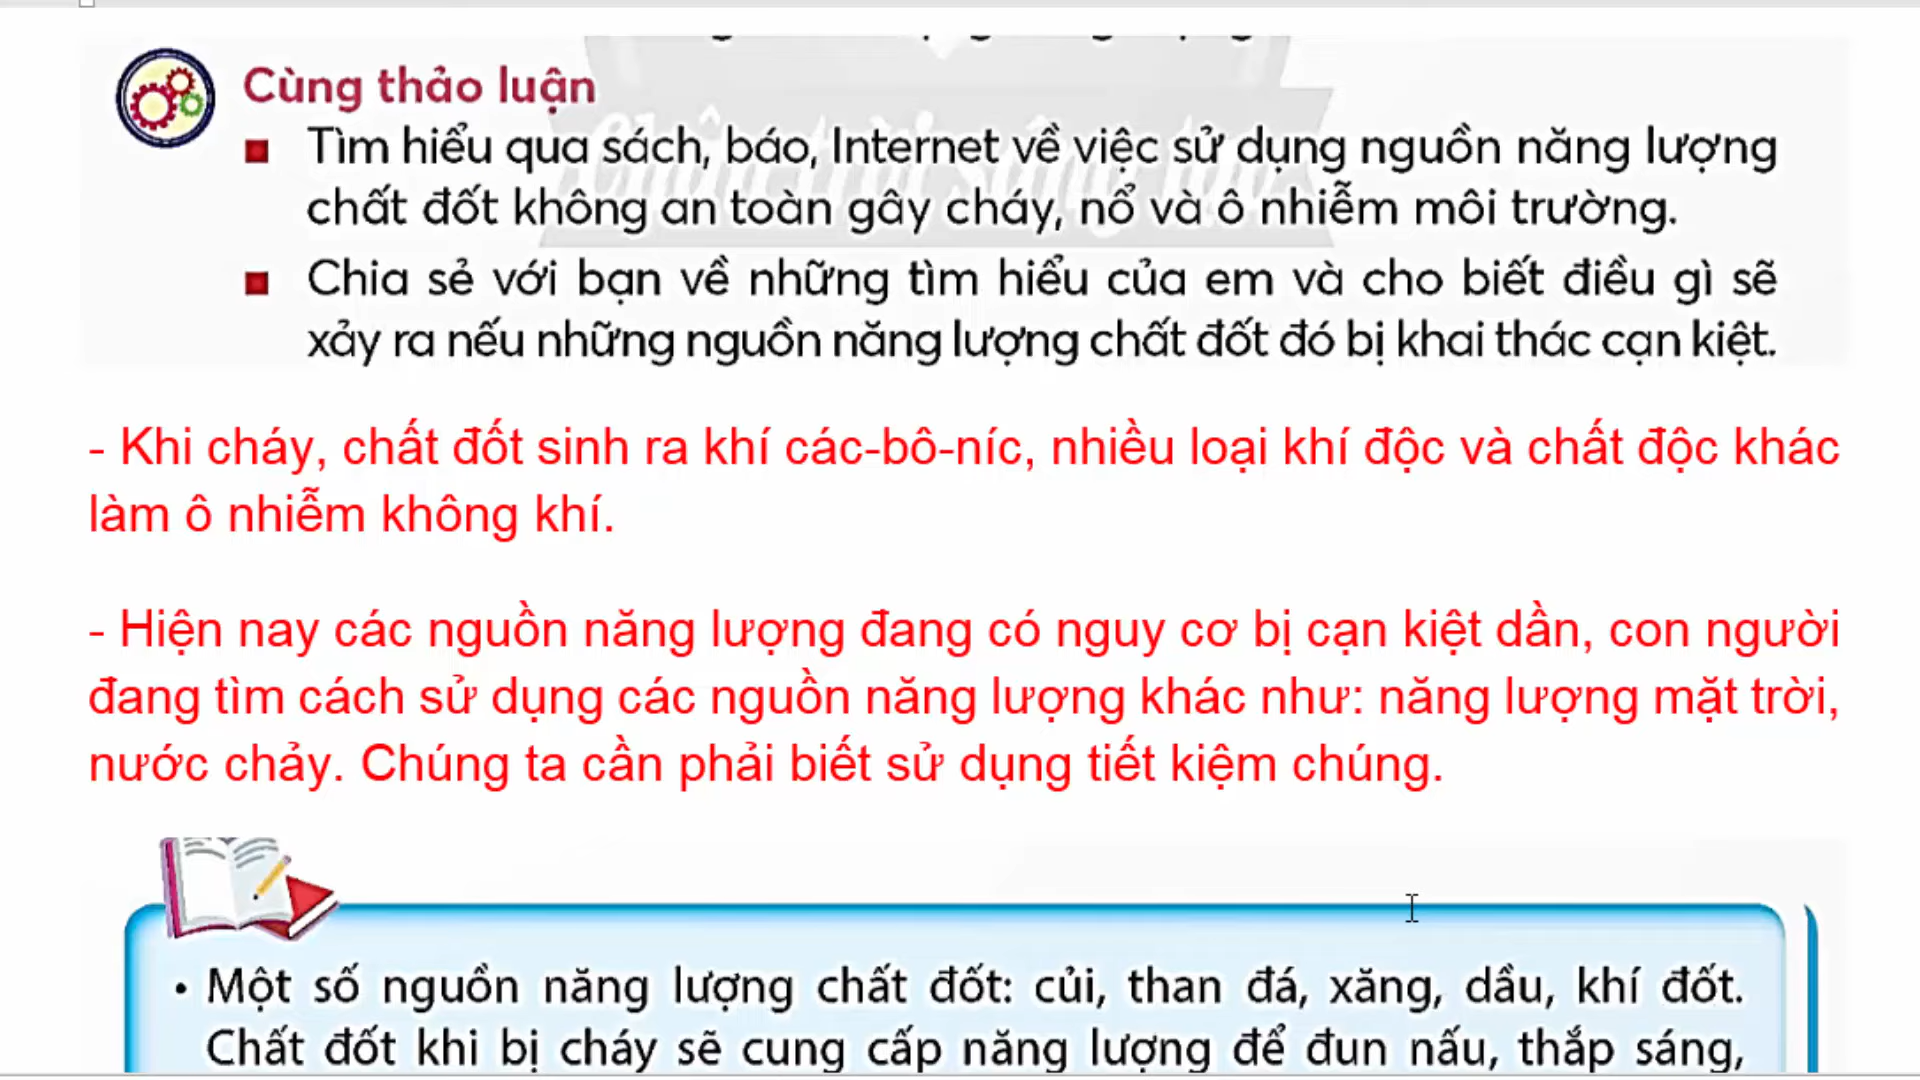 Cùng thảo luận
Tìm hiểu qua sách, báo, Internet về việc sử dụng nguồn năng lượng
chất đốt không an toàn gây cháy, nổ và ô nhiễm môi trường.
Chia sẻ với bạn về những tìm hiểu của em và cho biết điều gì sẽ
xảy ra nếu những nguồn năng lượng chất đốt đó bị khai thác cạn kiệt.
- Khi cháy, chất đốt sinh ra khí các-bô-níc, nhiều loại khí độc và chất độc khác
làm ô nhiễm không khí.
- Hiện nay các nguồn năng lượng đang có nguy cơ bị cạn kiệt dần, con người
đang tìm cách sử dụng các nguồn năng lượng khác như: năng lượng mặt trời,
nước chảy. Chúng ta cần phải biết sử dụng tiết kiệm chúng.
• Một số nguồn năng lượng chất đốt: củi, than đá, xăng, dầu, khí đốt.
Chất đốt khi bị cháy sẽ cung cấp năng lượng để đun nấu, thắp sáng,